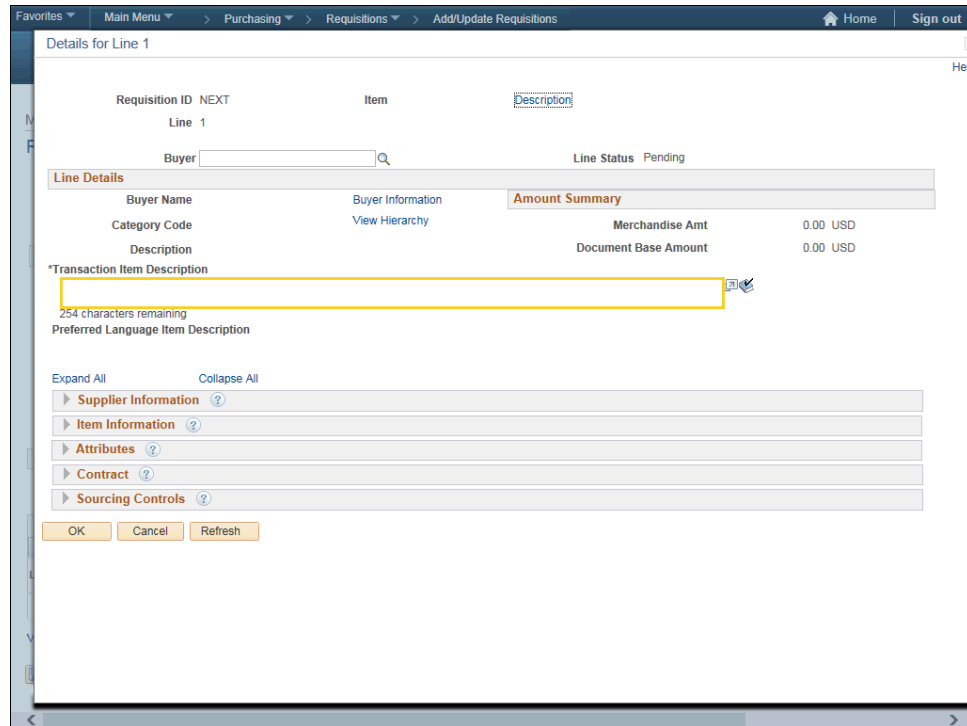 Favorites Main Menu > Purchasing > Requisitions > Add/Update Requisitions Home Sign out
Details for Line 1
He
Requisition ID NEXT Item Description
Line 1
Buyer Line Status Pending
Line Details
Buyer Name Buyer Information Amount Summary
Category Code View Hierarchy Merchandise Amt 0.00 USD
Description Document Base Amount 0.00 USD
*Transaction Item Description
254 characters remaining
Preferred Language Item Description
Expand All Collapse All
Supplier Information ?
Item Information ?
Attributes ?
Contract ?
Sourcing Controls ?
OK Cancel Refresh